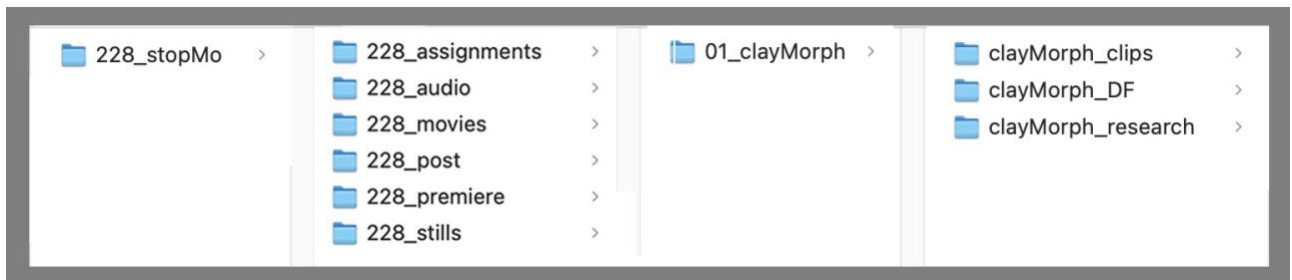 228_stopMo
228_assignments
228_audio
228_movies
228_post
228_premiere
228_stills
01_clayMorph
clayMorph_clips
clayMorph_DF
clayMorph_research